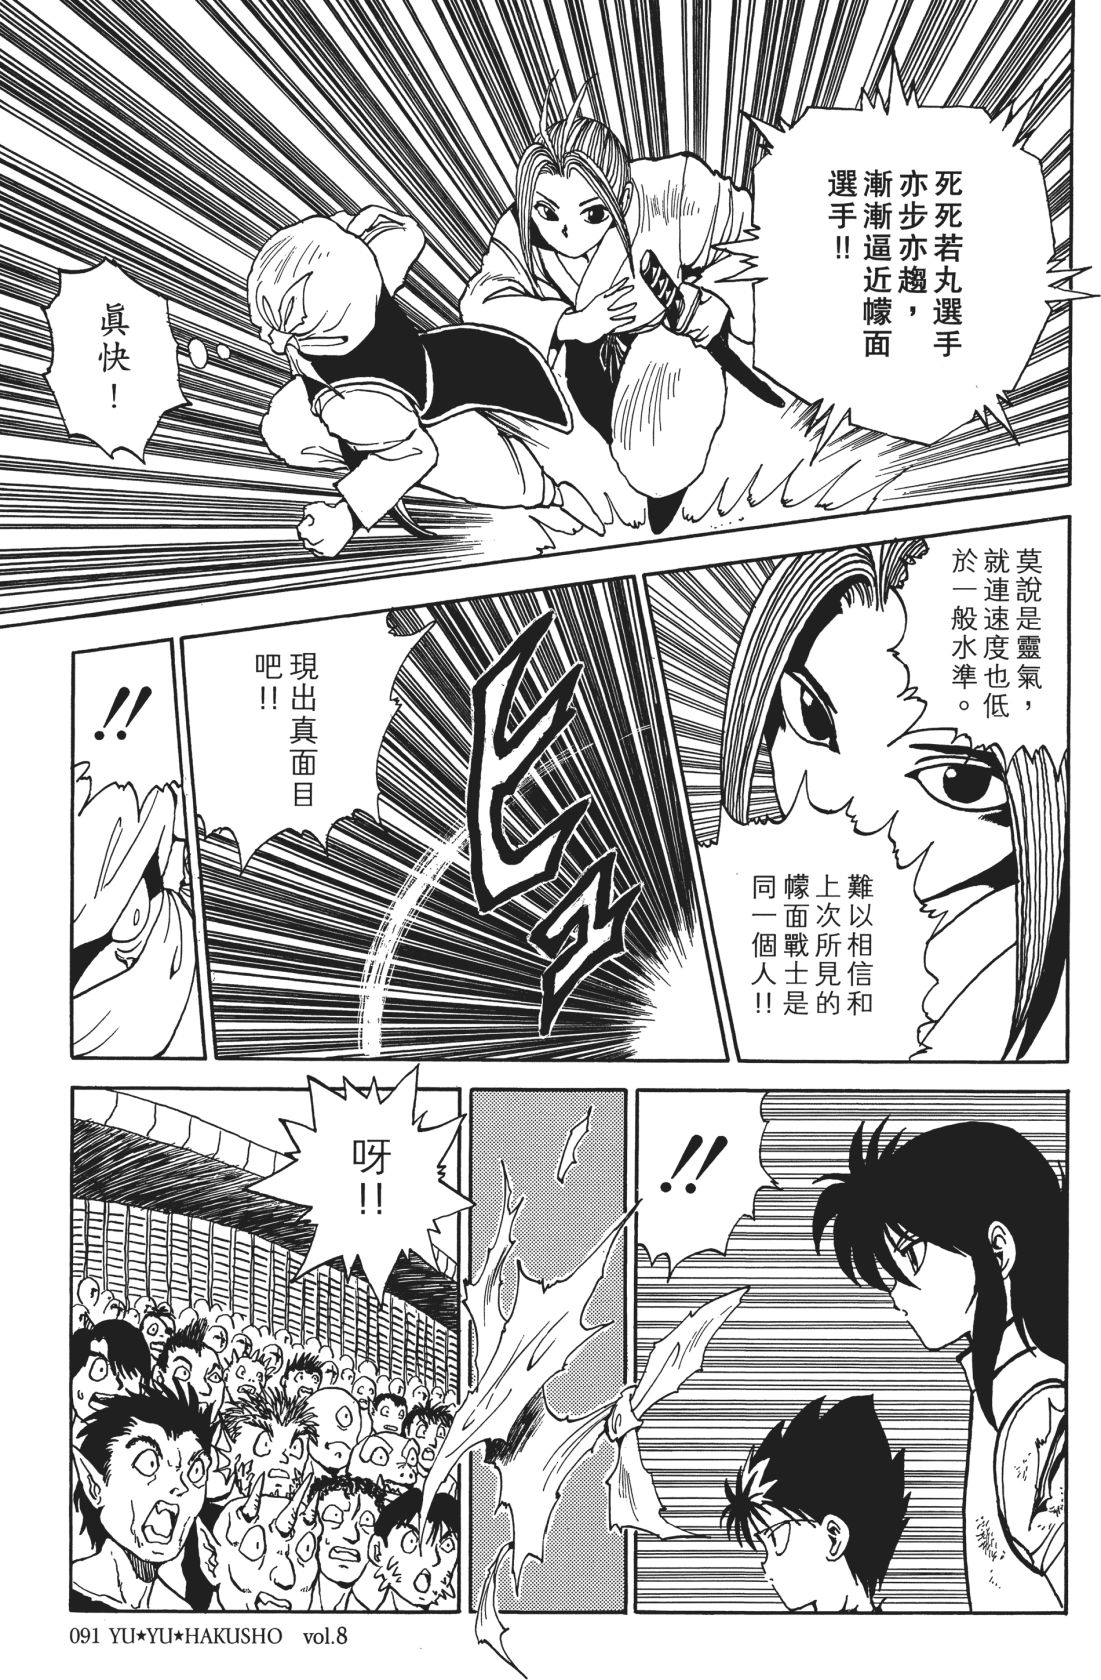 死死若丸選手
亦步亦趨，
漸漸逼近幪面
選手!!
眞快！
莫說是靈氣，
就連速度也低
於一般水準。
難以相信和
上次所見的
幪面戰士是
同一個人!!
ビュ
現出真面目
吧!!
!!
!!
呀!!
091 YU★YU★HAKUSHO vol.8